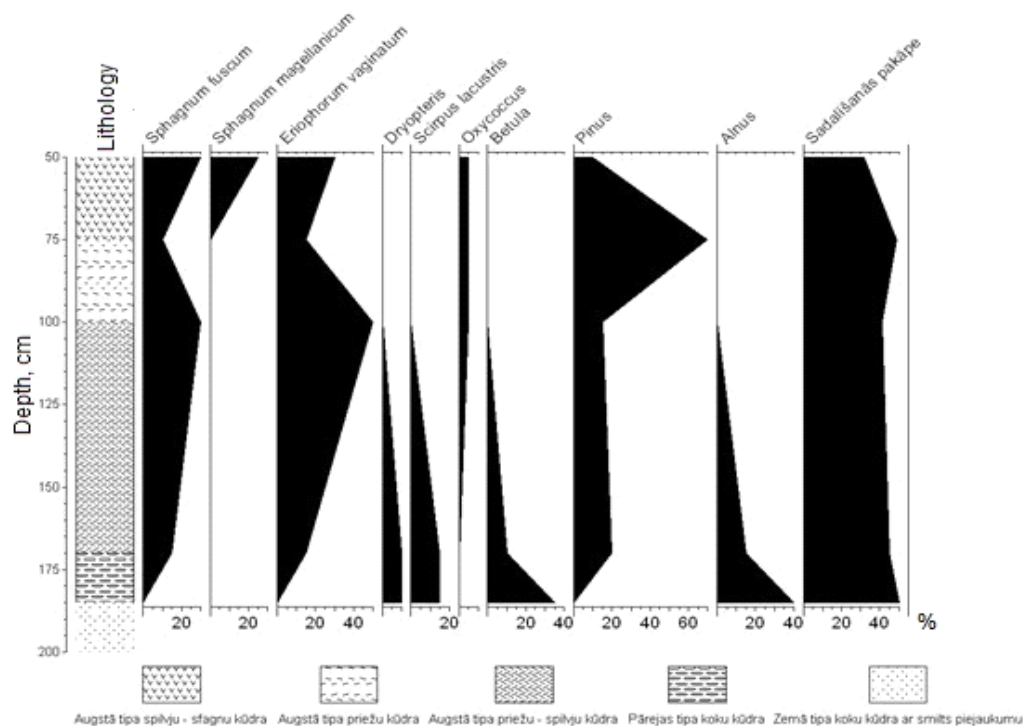 Lithology
Sphagnum fuscum
Sphagnum magellanicum
Eriophorum vaginatum
Dryopteris
Scirpus lacustris
Oxycoccus
Betula
Pinus
Alnus
Sadalīšanās pakāpe
Depth, cm
50
75
100
125
150
175
200
20 20 20 40 20 20 40 20 40 60 20 40 20 40 %
Augstā tipa spilvju - sfagnu kūdra Augstā tipa priežu kūdra Augstā tipa priežu - spilvju kūdra Pārejas tipa koku kūdra Zemā tipa koku kūdra ar smilts piejaukumu